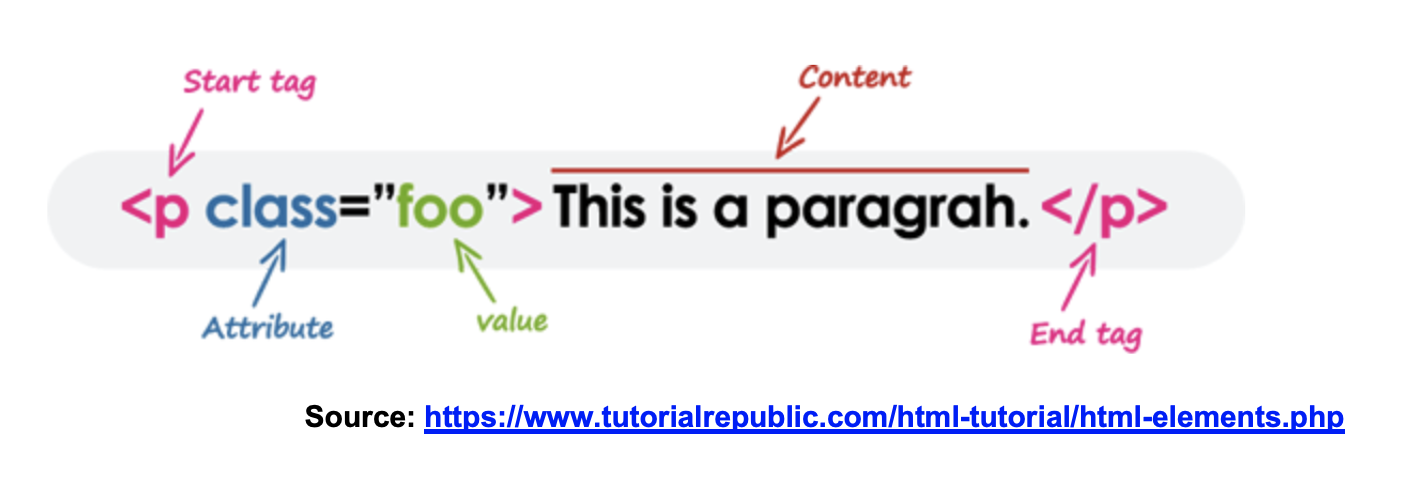 Start tag
Content
<p class=”foo”> This is a paragrah. </p>
Attribute
value
End tag
Source: https://www.tutorialrepublic.com/html-tutorial/html-elements.php